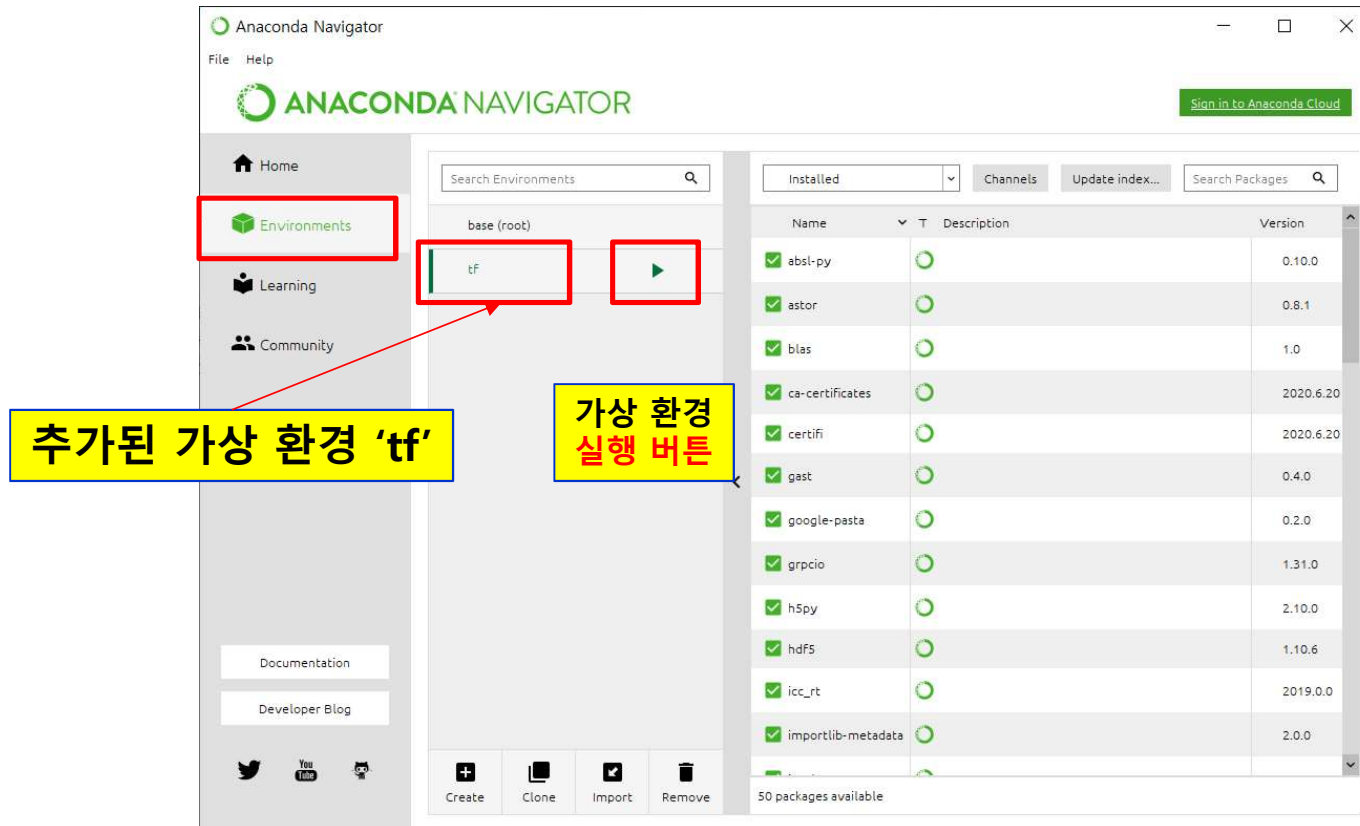 Anaconda Navigator
File Help
ANACONDA NAVIGATOR
Sign in to Anaconda Cloud
Home
Environments
Learning
Community
Documentation
Developer Blog
You
Tube
Search Environments
base (root)
tf
추가된 가상 환경 ‘tf’
가상 환경
실행 버튼
Create Clone Import Remove
Installed Channels Update index... Search Packages
Name T Description Version
absl-py 0.10.0
astor 0.8.1
blas 1.0
ca-certificates 2020.6.20
certifi 2020.6.20
gast 0.4.0
google-pasta 0.2.0
grpcio 1.31.0
h5py 2.10.0
hdf5 1.10.6
icc_rt 2019.0.0
importlib-metadata 2.0.0
50 packages available